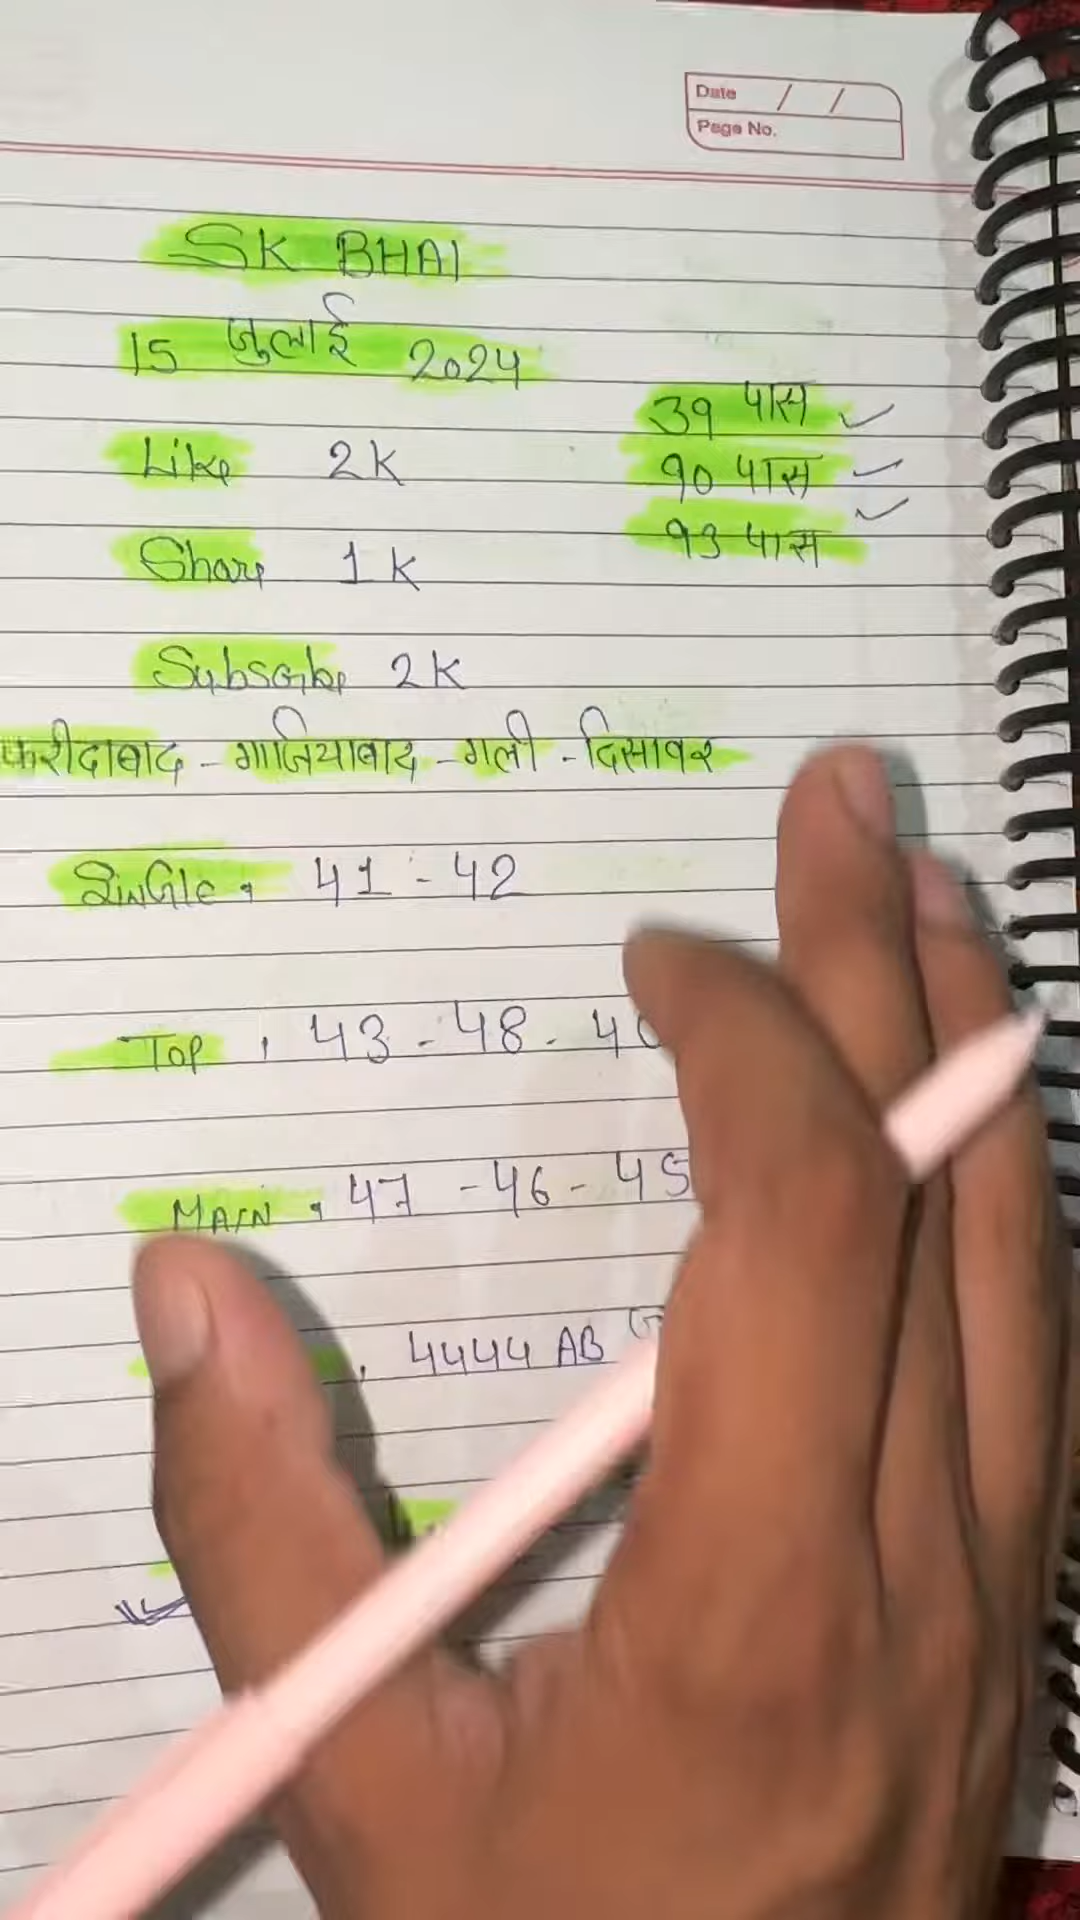 Date / /
Page No.
SK BHAI
15 जुलाई 2024
39 पास
Like 2K
90 पास
93 पास
Share 1K
Subscribe 2K
फरीदाबाद - गाजियाबाद - गली - दिसावर
SinGle, 41 - 42
Top, 43 - 48 -
MAIN, 47 - 46 - 45
4444 AB